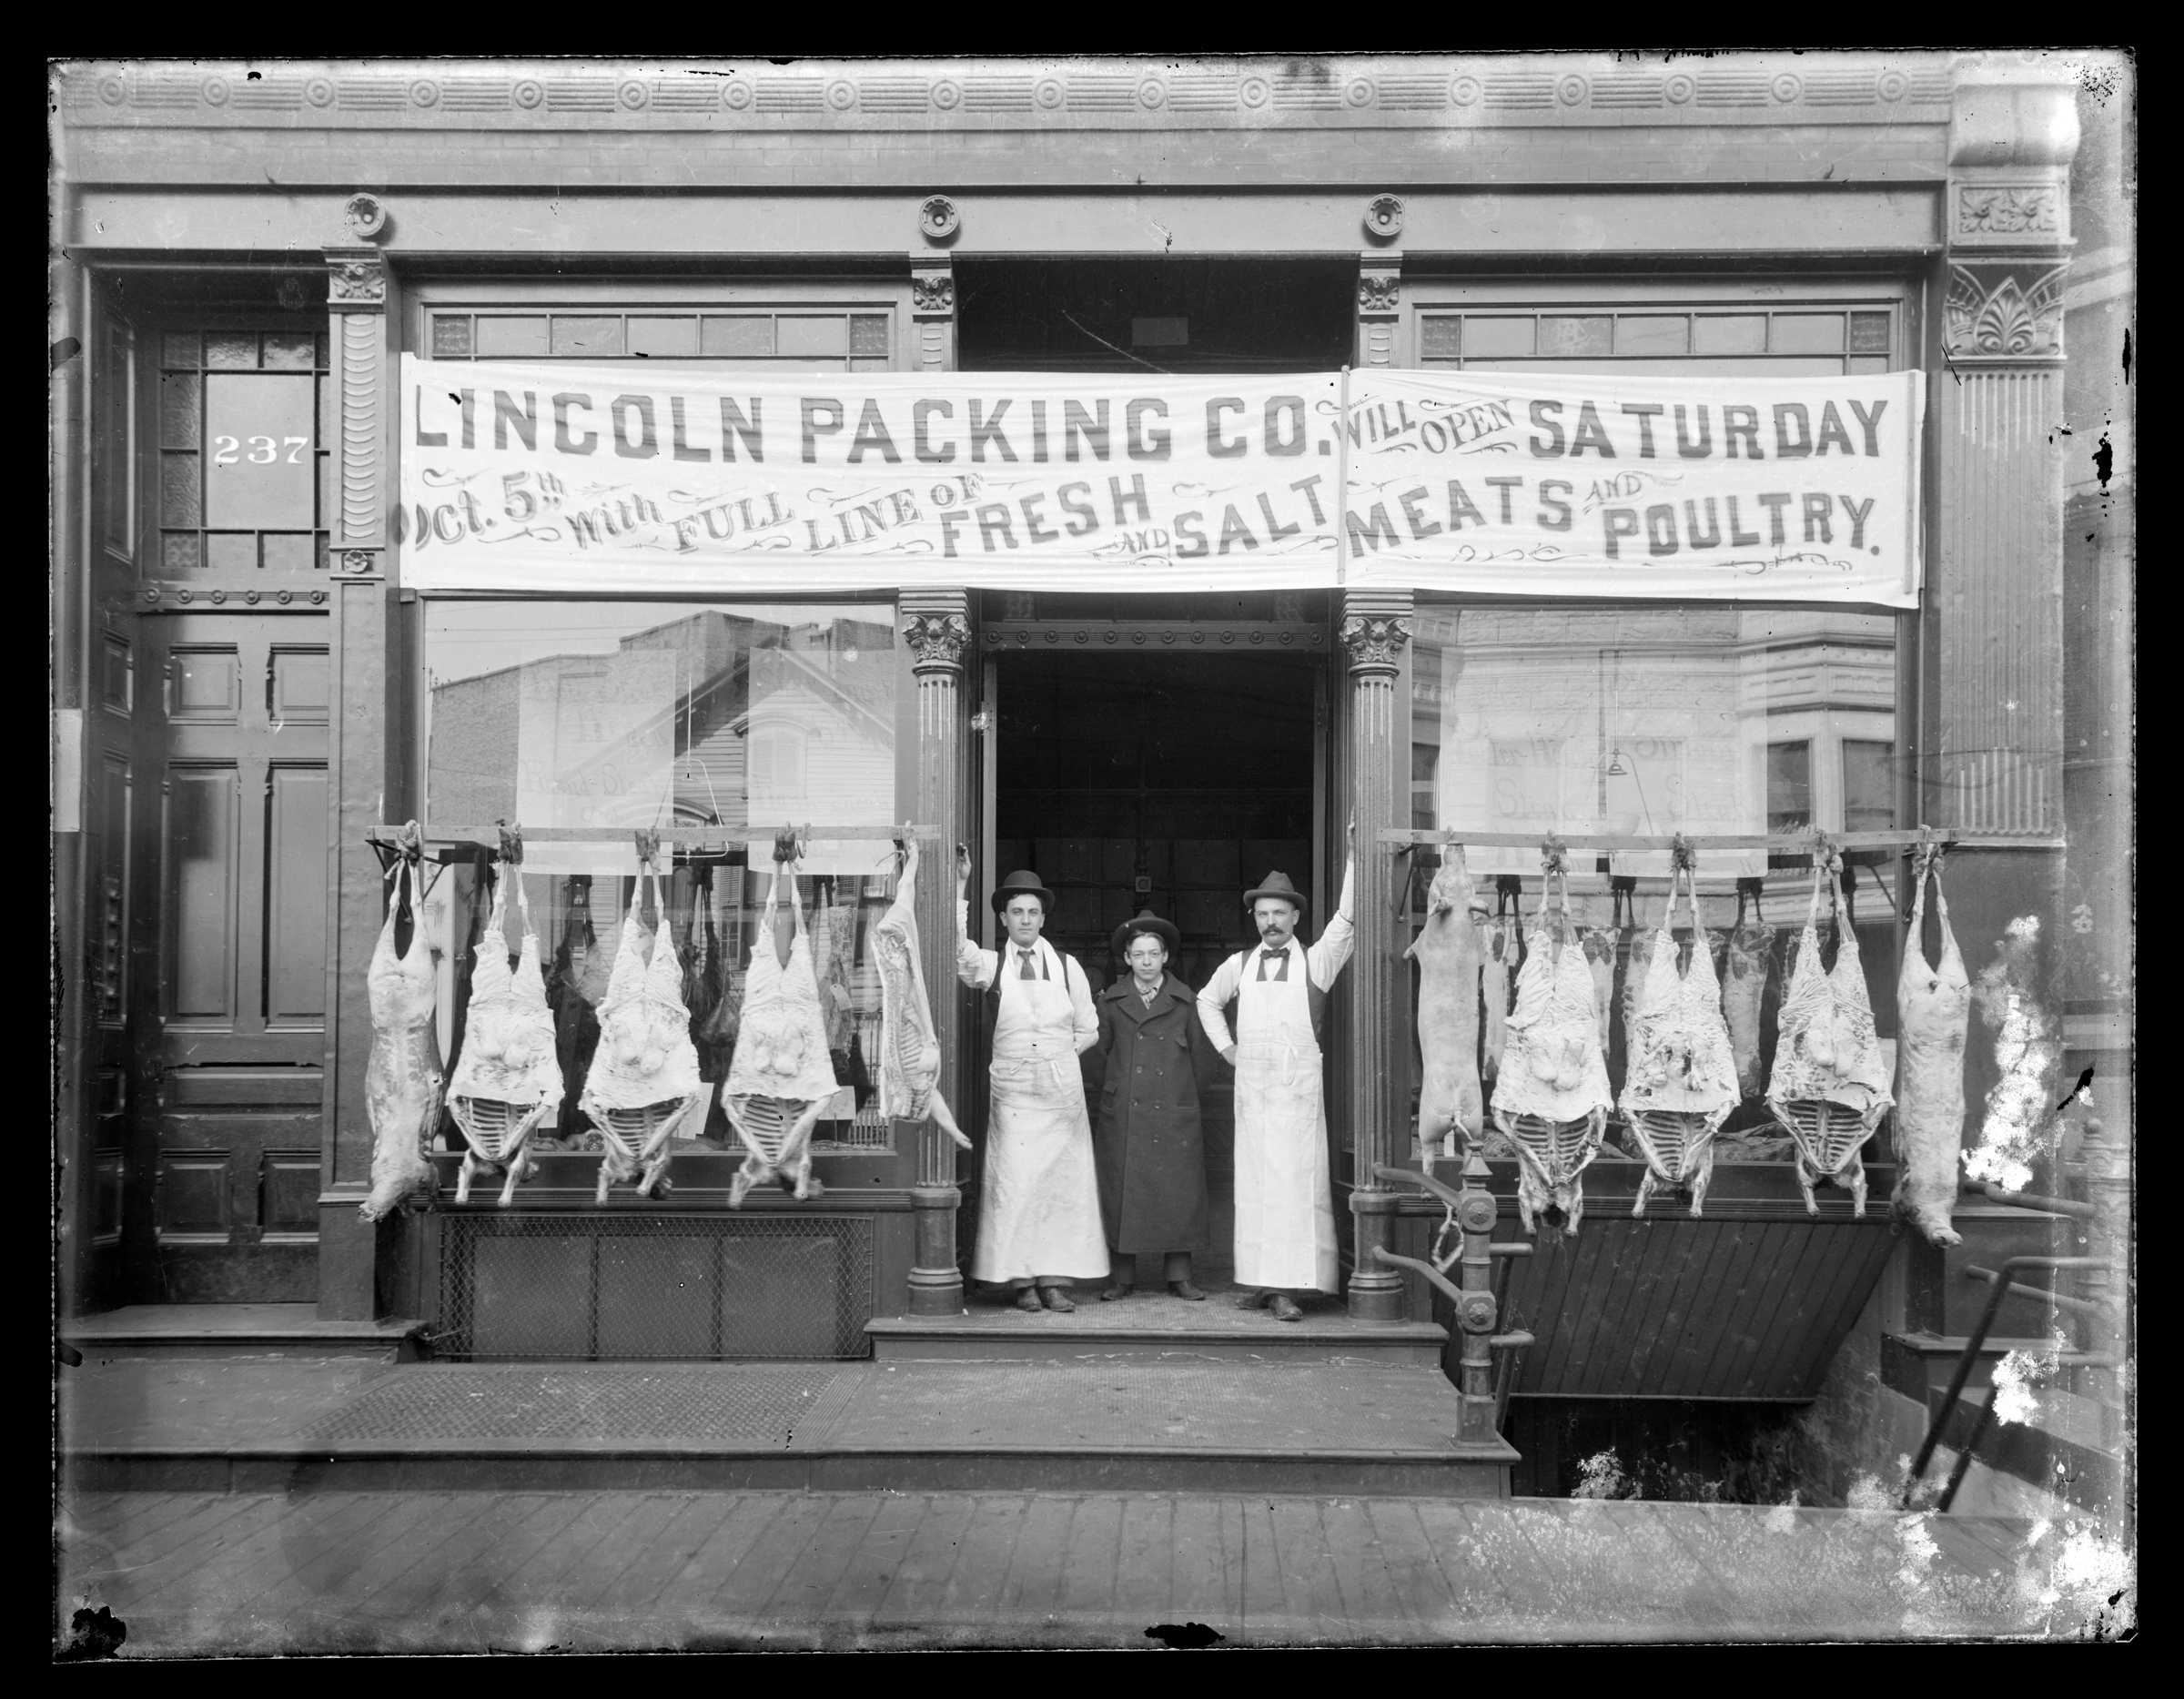 LINCOLN PACKING CO. WILL OPEN SATURDAY
Oct. 5th With FULL LINE OF FRESH AND SALT MEATS AND POULTRY.
237